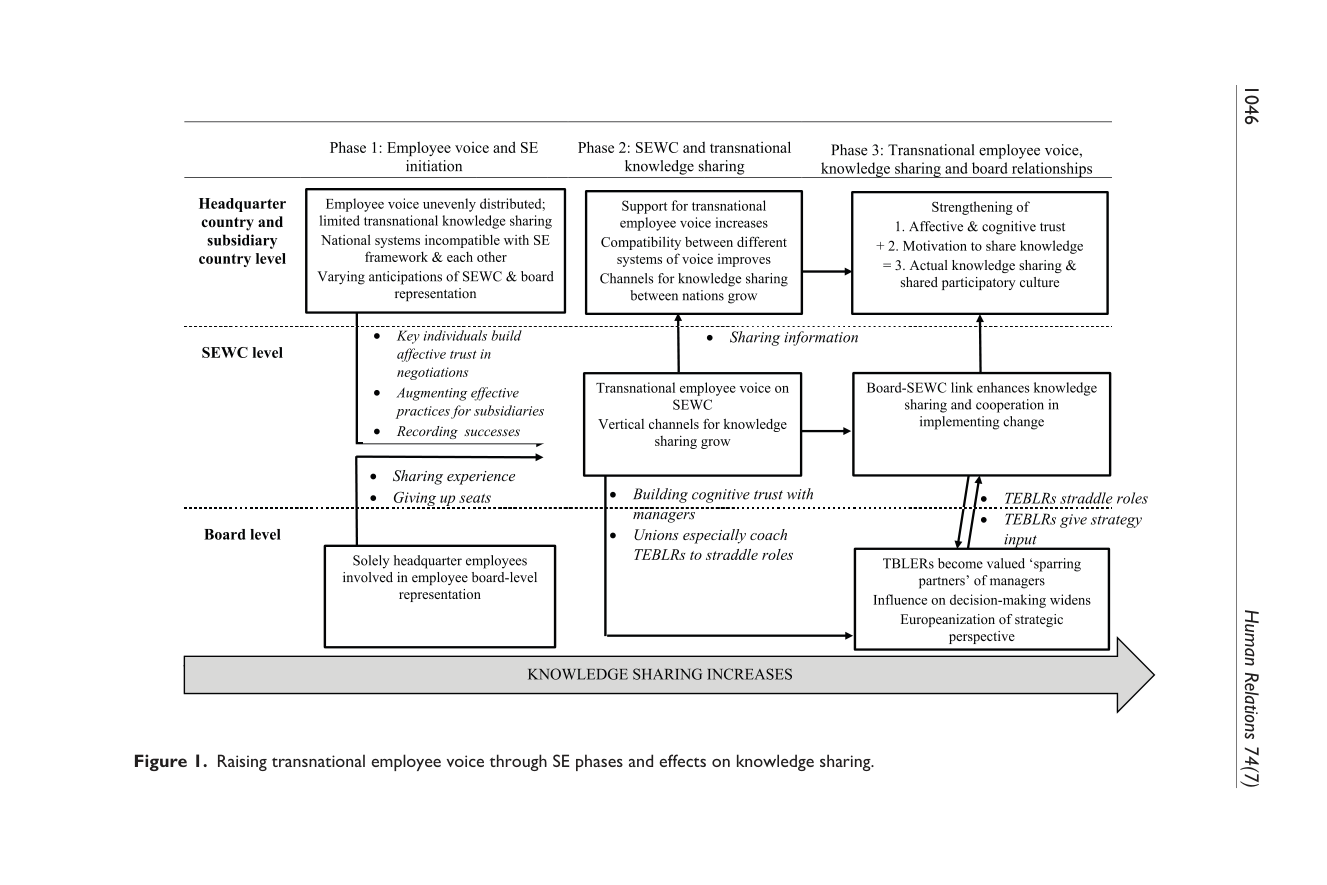 1046
Human Relations 74(7)
Phase 1: Employee voice and SE
initiation
Phase 2: SEWC and transnational
knowledge sharing
Phase 3: Transnational employee voice,
knowledge sharing and board relationships
Headquarter
country and
subsidiary
country level
Employee voice unevenly distributed;
limited transnational knowledge sharing
National systems incompatible with SE
framework & each other
Varying anticipations of SEWC & board
representation
Support for transnational
employee voice increases
Compatibility between different
systems of voice improves
Channels for knowledge sharing
between nations grow
Strengthening of
1. Affective & cognitive trust
+ 2. Motivation to share knowledge
= 3. Actual knowledge sharing &
shared participatory culture
SEWC level
• Key individuals build
affective trust in
negotiations
• Augmenting effective
practices for subsidiaries
• Recording successes
• Sharing experience
• Giving up seats
• Sharing information
Transnational employee voice on
SEWC
Vertical channels for knowledge
sharing grow
Board-SEWC link enhances knowledge
sharing and cooperation in
implementing change
• Building cognitive trust with
managers
• Unions especially coach
TEBLRs to straddle roles
• TEBLRs straddle roles
• TEBLRs give strategy
input
Board level
Solely headquarter employees
involved in employee board-level
representation
TBLERs become valued ‘sparring
partners’ of managers
Influence on decision-making widens
Europeanization of strategic
perspective
KNOWLEDGE SHARING INCREASES
Figure 1. Raising transnational employee voice through SE phases and effects on knowledge sharing.